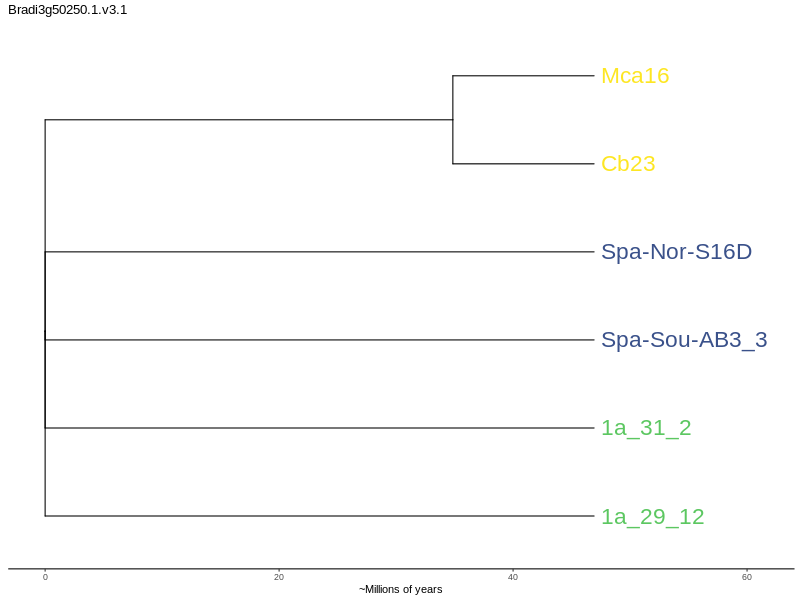 Bradi3g50250.1.v3.1
Mca16
Cb23
Spa-Nor-S16D
Spa-Sou-AB3_3
1a_31_2
1a_29_12
0 20 40 60
~Millions of years